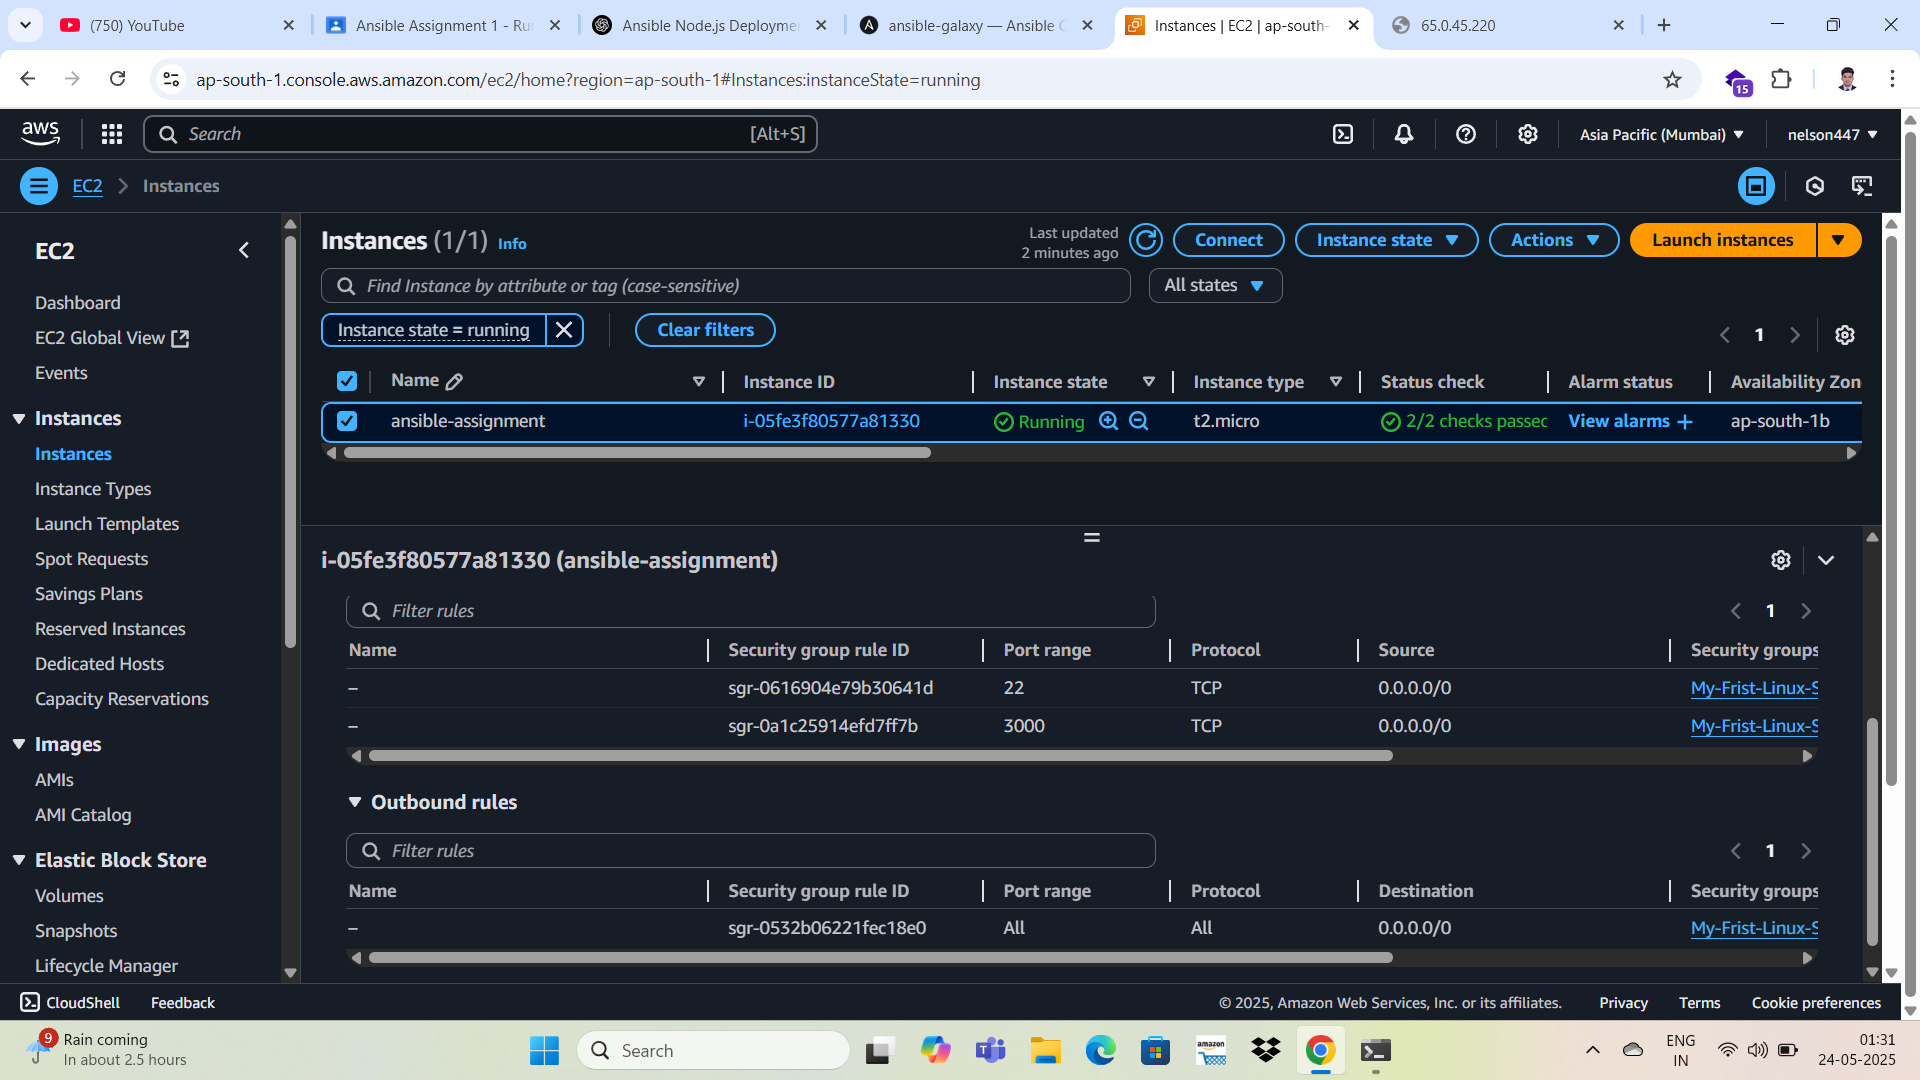 (750) YouTube
Ansible Assignment 1 - Ru
Ansible Node.js Deployme
ansible-galaxy — Ansible C
Instances | EC2 | ap-south-
65.0.45.220
ap-south-1.console.aws.amazon.com/ec2/home?region=ap-south-1#Instances:instanceState=running
15
aws
Search
[Alt+S]
Asia Pacific (Mumbai)
nelson447
EC2
Instances
EC2
Dashboard
EC2 Global View
Events
Instances
Instances
Instance Types
Launch Templates
Spot Requests
Savings Plans
Reserved Instances
Dedicated Hosts
Capacity Reservations
Images
AMIs
AMI Catalog
Elastic Block Store
Volumes
Snapshots
Lifecycle Manager
Instances (1/1) Info
Last updated
2 minutes ago
Connect
Instance state
Actions
Launch instances
Find Instance by attribute or tag (case-sensitive)
All states
Instance state = running
Clear filters
1
Name Instance ID Instance state Instance type Status check Alarm status Availability Zon
ansible-assignment i-05fe3f80577a81330 Running t2.micro 2/2 checks passec View alarms + ap-south-1b
i-05fe3f80577a81330 (ansible-assignment)
Filter rules
1
Name Security group rule ID Port range Protocol Source Security groups
– sgr-0616904e79b30641d 22 TCP 0.0.0.0/0 My-Frist-Linux-S
– sgr-0a1c25914efd7ff7b 3000 TCP 0.0.0.0/0 My-Frist-Linux-S
Outbound rules
Filter rules
1
Name Security group rule ID Port range Protocol Destination Security groups
– sgr-0532b06221fec18e0 All All 0.0.0.0/0 My-Frist-Linux-S
CloudShell
Feedback
© 2025, Amazon Web Services, Inc. or its affiliates.
Privacy
Terms
Cookie preferences
9
Rain coming
In about 2.5 hours
Search
amazon
ENG
IN
01:31
24-05-2025